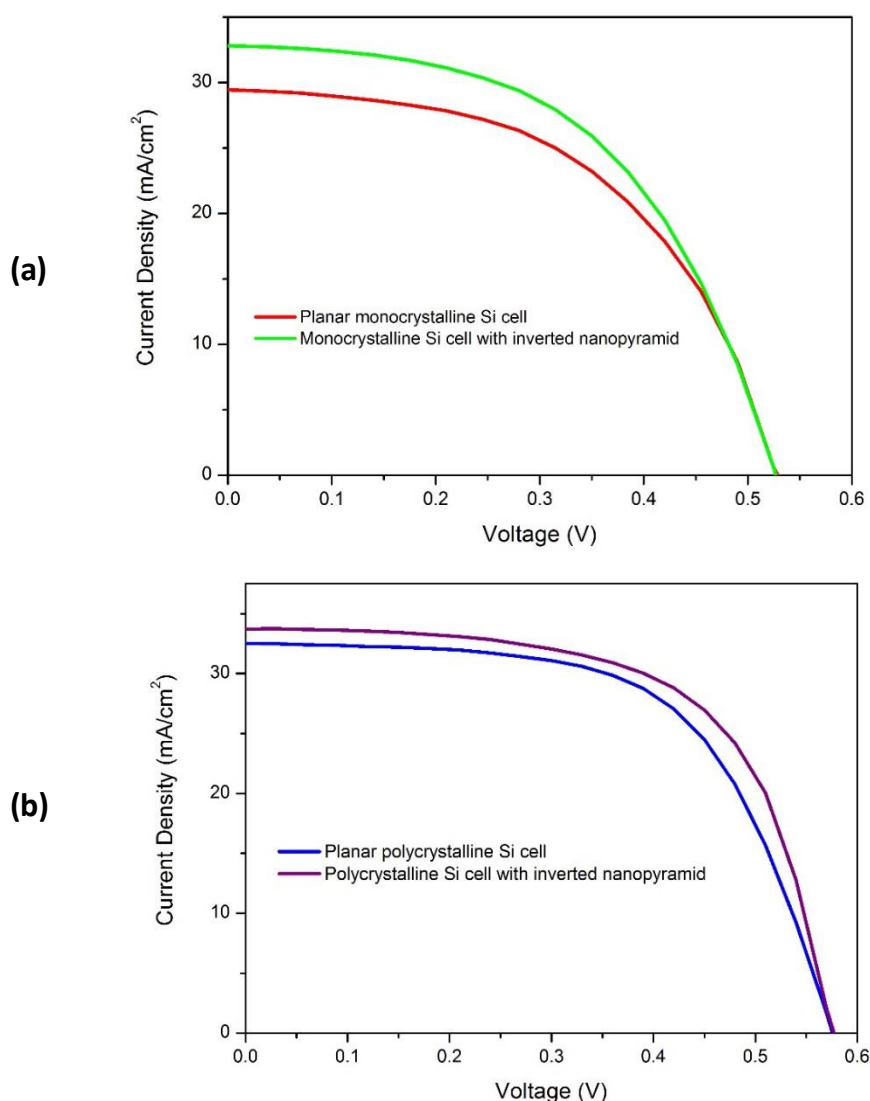 (a)
Current Density (mA/cm²)
30
20
10
0
Planar monocrystalline Si cell
Monocrystalline Si cell with inverted nanopyramid
0.0 0.1 0.2 0.3 0.4 0.5 0.6
Voltage (V)
(b)
Current Density (mA/cm²)
30
20
10
0
Planar polycrystalline Si cell
Polycrystalline Si cell with inverted nanopyramid
0.0 0.1 0.2 0.3 0.4 0.5 0.6
Voltage (V)